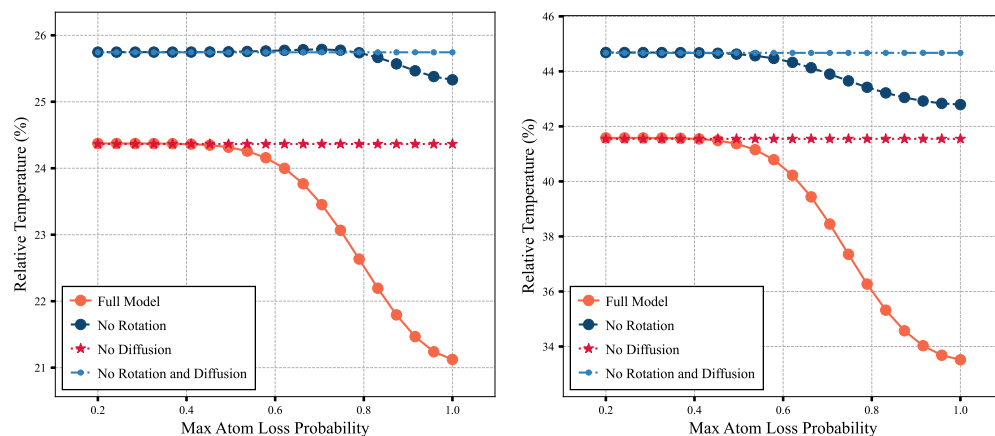 26
25
24
23
22
21
Relative Temperature (%)
Full Model
No Rotation
No Diffusion
No Rotation and Diffusion
0.2 0.4 0.6 0.8 1.0
Max Atom Loss Probability
46
44
42
40
38
36
34
Relative Temperature (%)
Full Model
No Rotation
No Diffusion
No Rotation and Diffusion
0.2 0.4 0.6 0.8 1.0
Max Atom Loss Probability